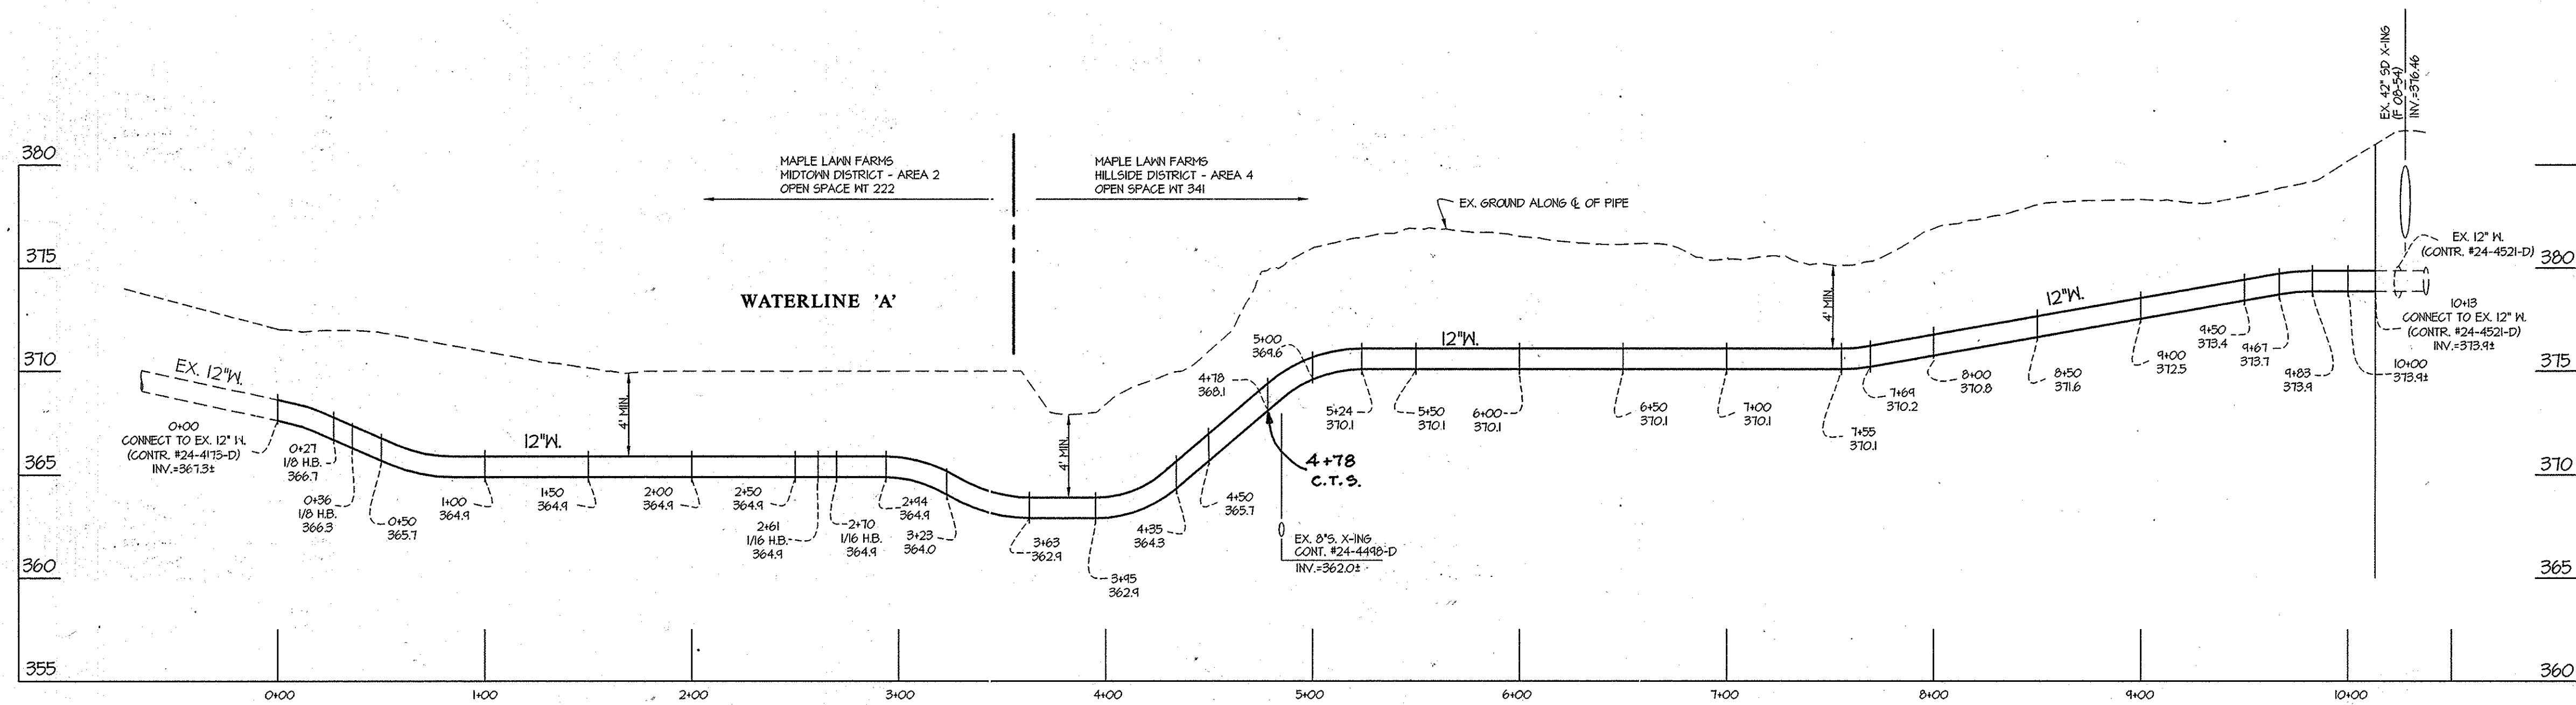 EX. 42" SD X-ING
(F 08-54)
INV.=376.46
380
375
370
365
360
355
MAPLE LAWN FARMS
MIDTOWN DISTRICT - AREA 2
OPEN SPACE WT 222
MAPLE LAWN FARMS
HILLSIDE DISTRICT - AREA 4
OPEN SPACE WT 341
EX. GROUND ALONG ℄ OF PIPE
WATERLINE 'A'
EX. 12"W.
0+00
CONNECT TO EX. 12" W.
(CONTR. #24-4173-D)
INV.=367.3±
0+27
1/8 H.B.
366.7
0+36
1/8 H.B.
366.3
0+50
365.7
12"W.
1+00
364.9
1+50
364.9
4' MIN.
2+00
364.9
2+50
364.9
2+61
1/16 H.B.
364.9
2+70
1/16 H.B.
364.9
2+94
364.9
3+23
364.0
3+63
362.9
4' MIN.
3+95
362.9
4+35
364.3
4+50
365.7
4+78
368.1
5+00
369.6
4+78
C.T.S.
EX. 8"S. X-ING
CONT. #24-4498-D
INV.=362.0±
5+24
370.1
12"W.
5+50
370.1
6+00
370.1
6+50
370.1
7+00
370.1
4' MIN.
7+55
370.1
7+69
370.2
8+00
370.8
12"W.
8+50
371.6
9+00
372.5
9+50
373.4
9+67
373.7
9+83
373.9
10+00
373.9±
EX. 12" W.
(CONTR. #24-4521-D)
10+13
CONNECT TO EX. 12" W.
(CONTR. #24-4521-D)
INV.=373.9±
380
375
370
365
360
0+00
1+00
2+00
3+00
4+00
5+00
6+00
7+00
8+00
9+00
10+00